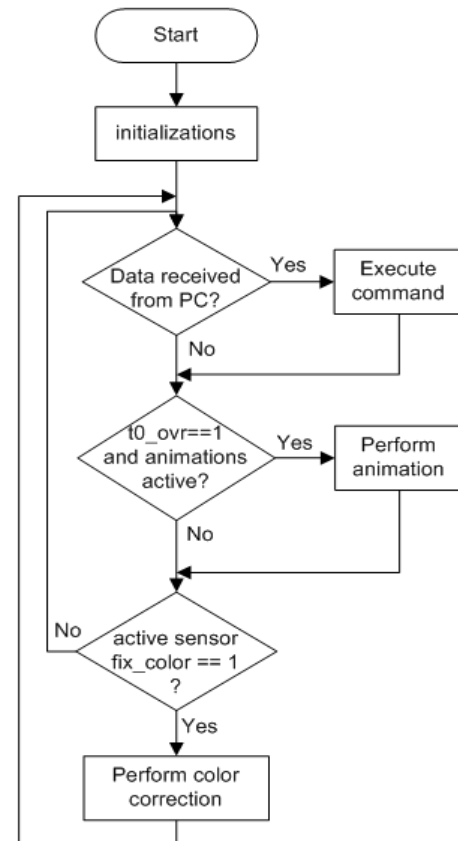 Start
initializations
Data received
from PC?
Yes
Execute
command
No
t0_ovr==1
and animations
active?
Yes
Perform
animation
No
active sensor
fix_color == 1
?
No
Yes
Perform color
correction